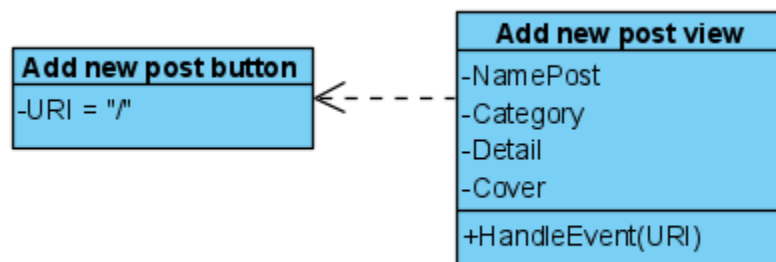 Add new post button
-URI = "/"
Add new post view
-NamePost
-Category
-Detail
-Cover
+HandleEvent(URI)